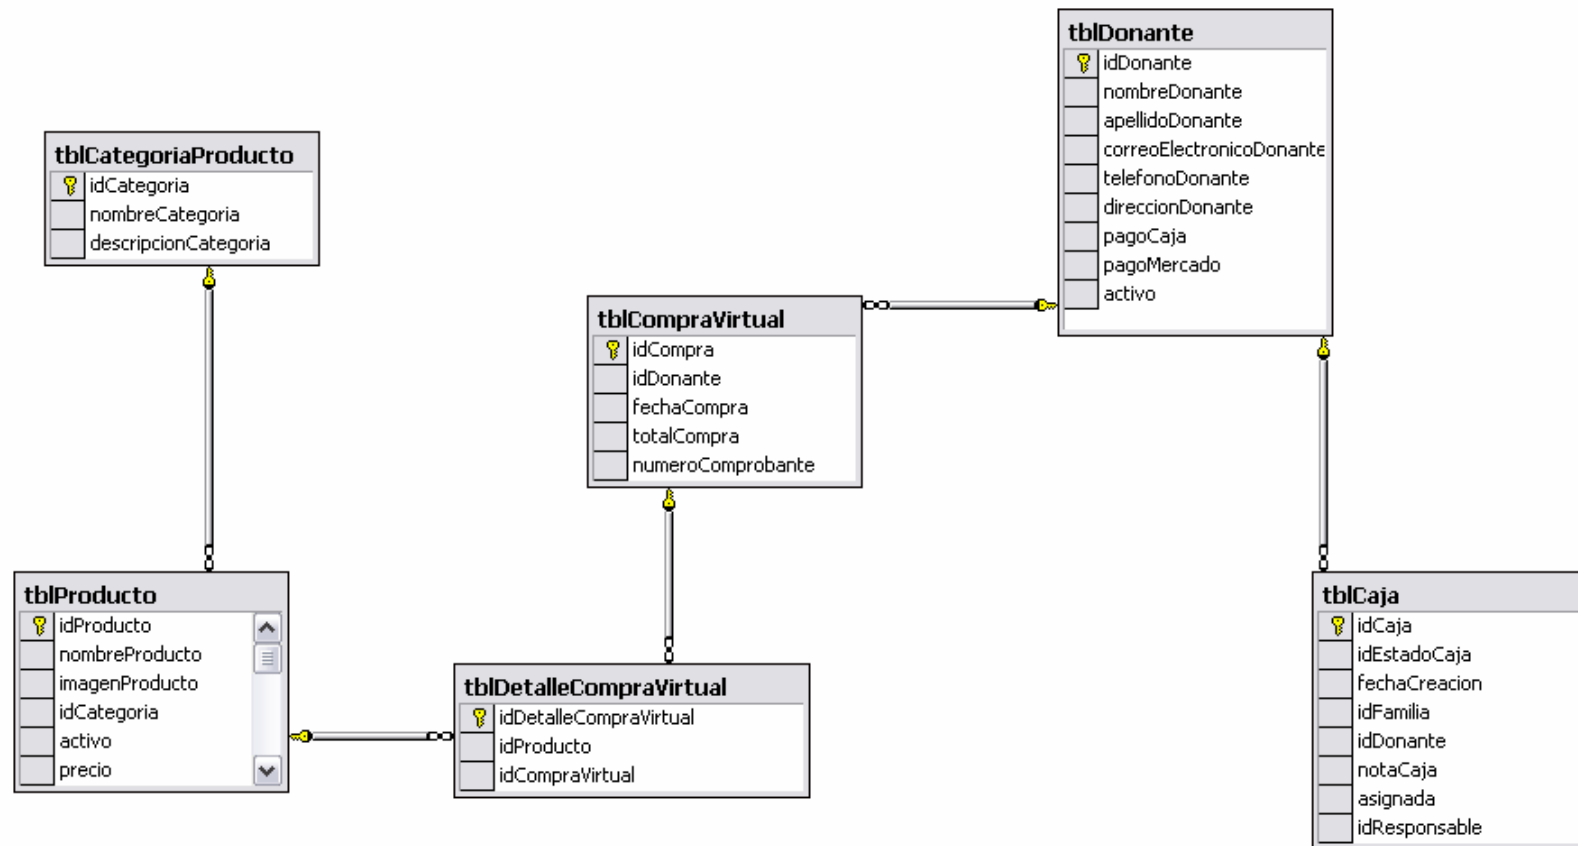 tblDonante
idDonante
nombreDonante
apellidoDonante
correoElectronicoDonante
telefonoDonante
direccionDonante
pagoCaja
pagoMercado
activo
tblCategoriaProducto
idCategoria
nombreCategoria
descripcionCategoria
tblCompraVirtual
idCompra
idDonante
fechaCompra
totalCompra
numeroComprobante
tblProducto
idProducto
nombreProducto
imagenProducto
idCategoria
activo
precio
tblDetalleCompraVirtual
idDetalleCompraVirtual
idProducto
idCompraVirtual
tblCaja
idCaja
idEstadoCaja
fechaCreacion
idFamilia
idDonante
notaCaja
asignada
idResponsable